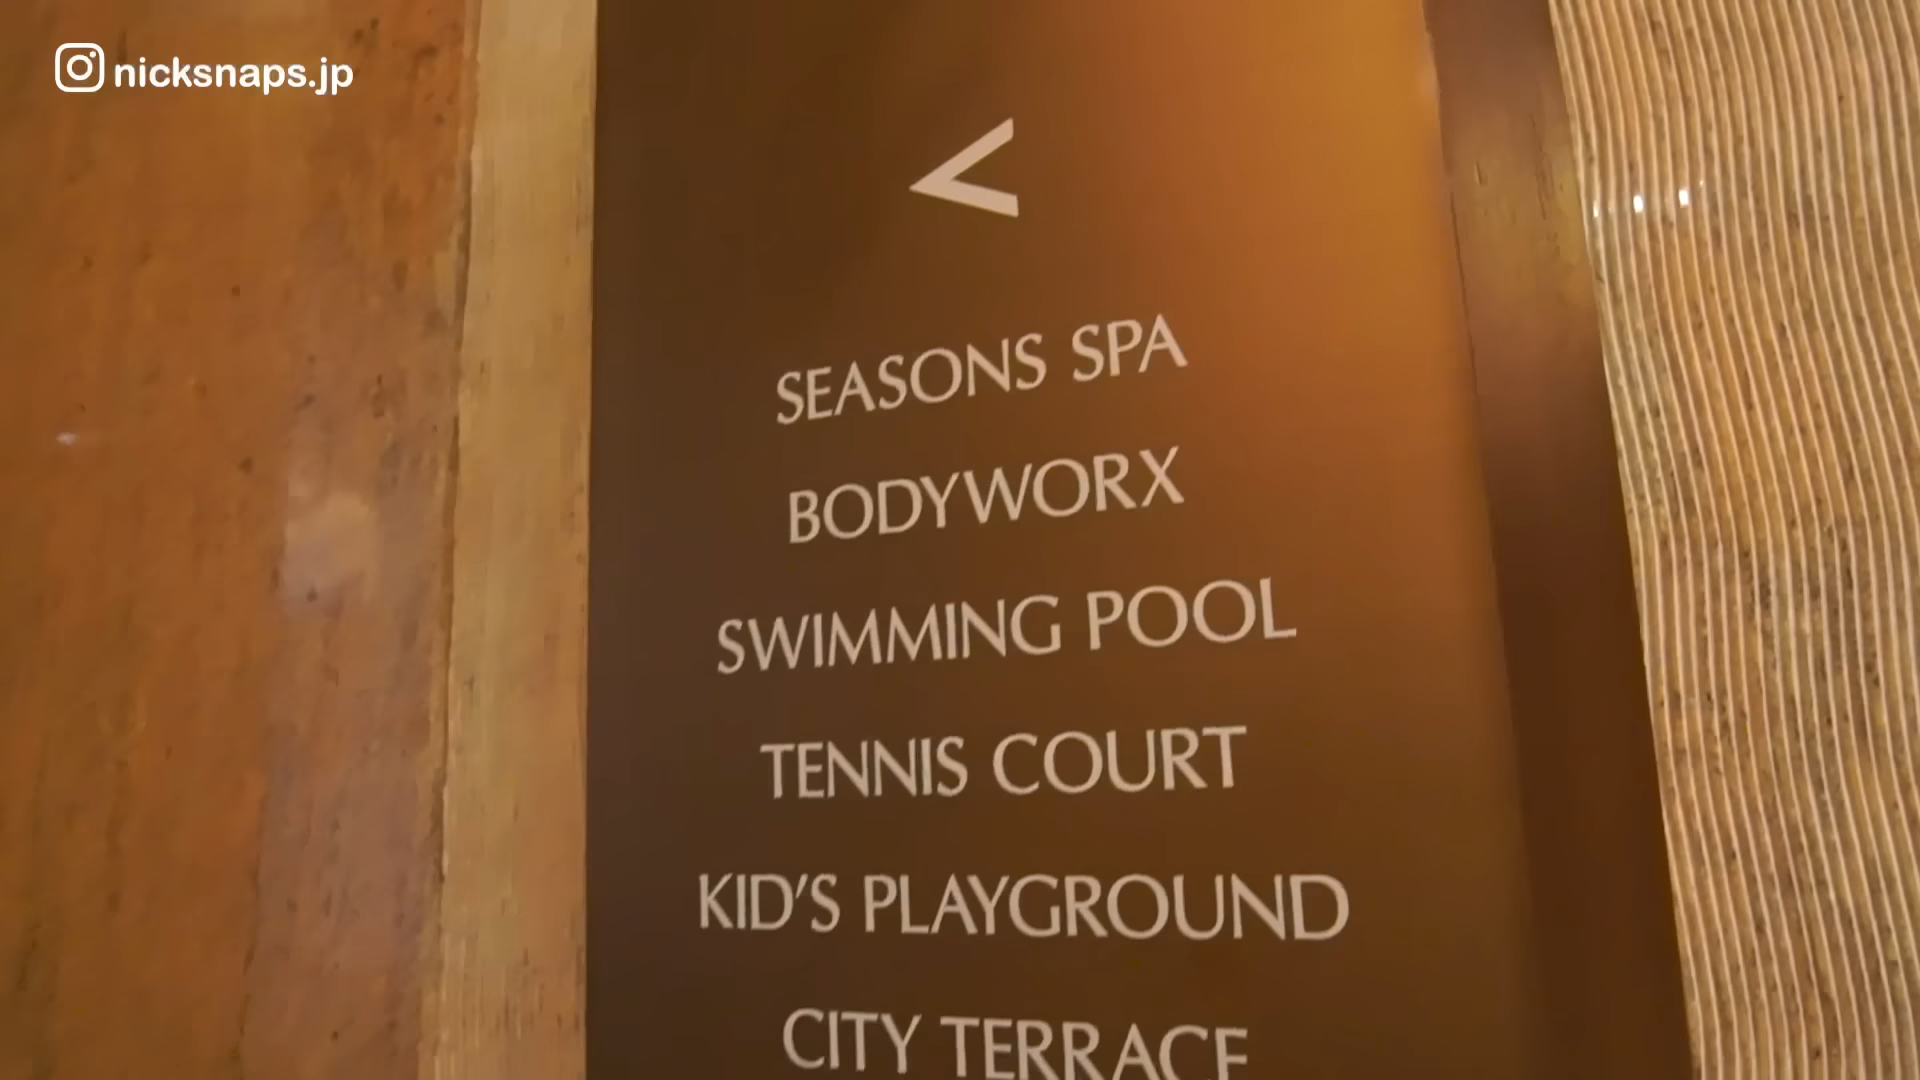 nicksnaps.jp
<
SEASONS SPA
BODYWORX
SWIMMING POOL
TENNIS COURT
KID'S PLAYGROUND
CITY TERRACE